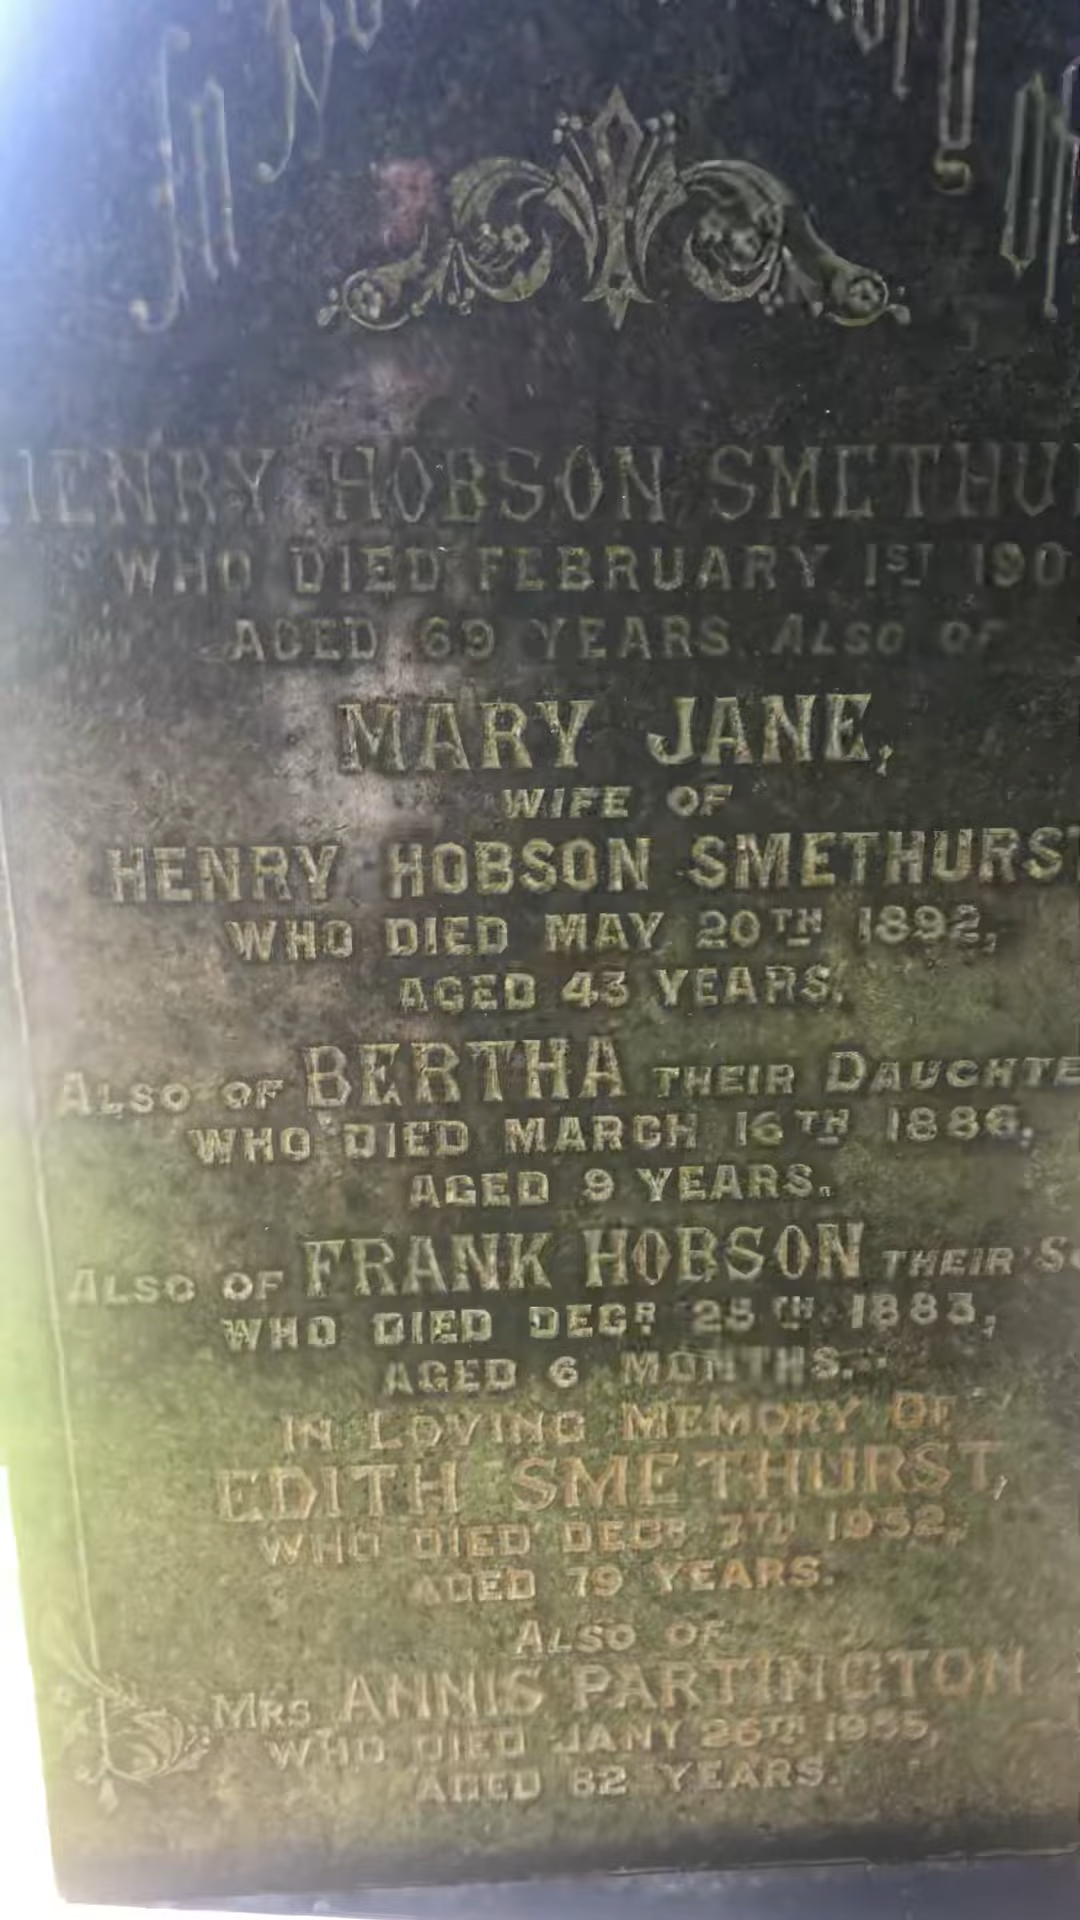 In
HENRY HOBSON SMETHU
WHO DIED FEBRUARY 1ST 190
AGED 69 YEARS. ALSO OF
MARY JANE,
WIFE OF
HENRY HOBSON SMETHURST
WHO DIED MAY 20TH 1892,
AGED 43 YEARS.
ALSO OF BERTHA THEIR DAUGHTE
WHO DIED MARCH 16TH 1886,
AGED 9 YEARS.
ALSO OF FRANK HOBSON THEIR SO
WHO DIED DECR 25TH 1883,
AGED 6 MONTHS.
IN LOVING MEMORY OF
EDITH SMETHURST,
WHO DIED DECR 7TH 1952,
AGED 79 YEARS.
ALSO OF
MRS ANNIS PARTINGTON
WHO DIED JANY 26TH 1955,
AGED 82 YEARS.